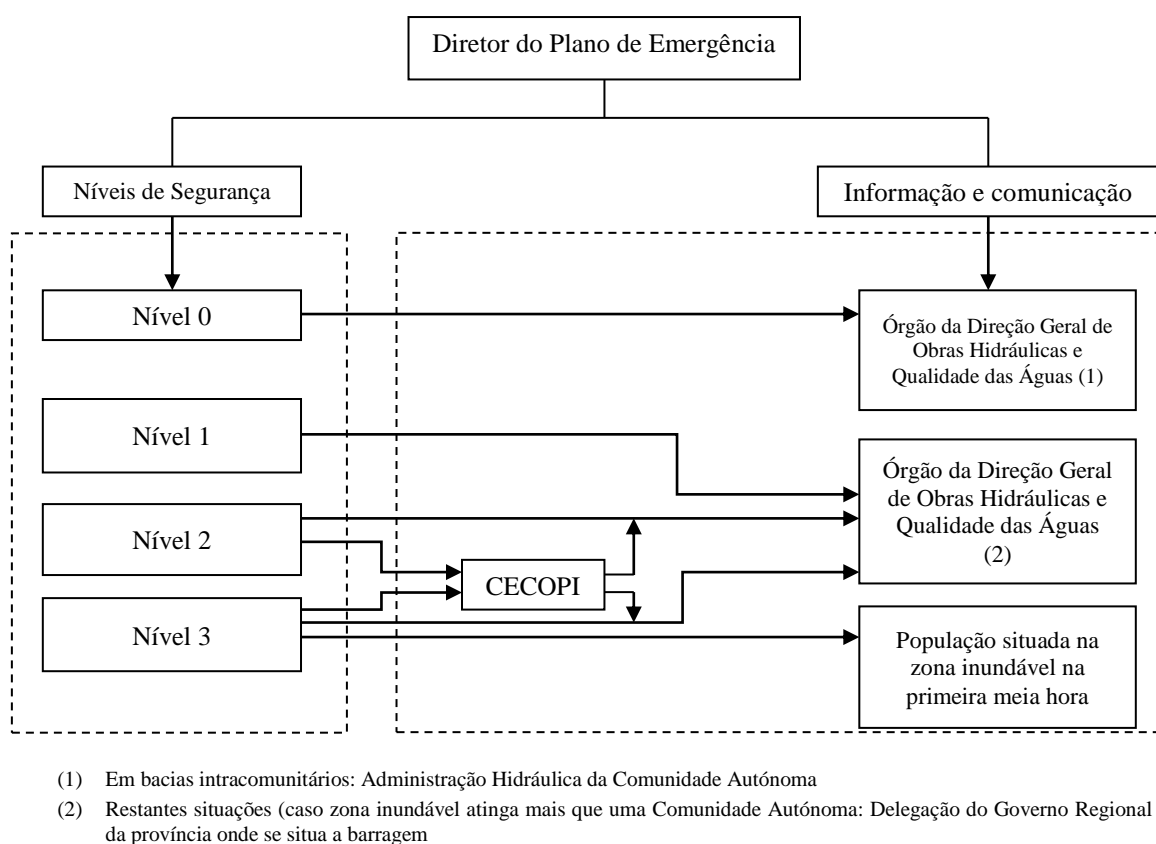 Diretor do Plano de Emergência
Níveis de Segurança
Informação e comunicação
Nível 0
Órgão da Direção Geral de
Obras Hidráulicas e
Qualidade das Águas (1)
Nível 1
Órgão da Direção Geral
de Obras Hidráulicas e
Qualidade das Águas
(2)
Nível 2
CECOPI
Nível 3
População situada na
zona inundável na
primeira meia hora
(1) Em bacias intracomunitários: Administração Hidráulica da Comunidade Autónoma
(2) Restantes situações (caso zona inundável atinga mais que uma Comunidade Autónoma: Delegação do Governo Regional
da província onde se situa a barragem